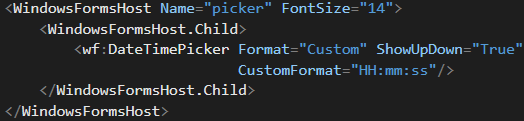 <WindowsFormsHost Name="picker" FontSize="14">
<WindowsFormsHost.Child>
<wf:DateTimePicker Format="Custom" ShowUpDown="True"
CustomFormat="HH:mm:ss"/>
</WindowsFormsHost.Child>
</WindowsFormsHost>